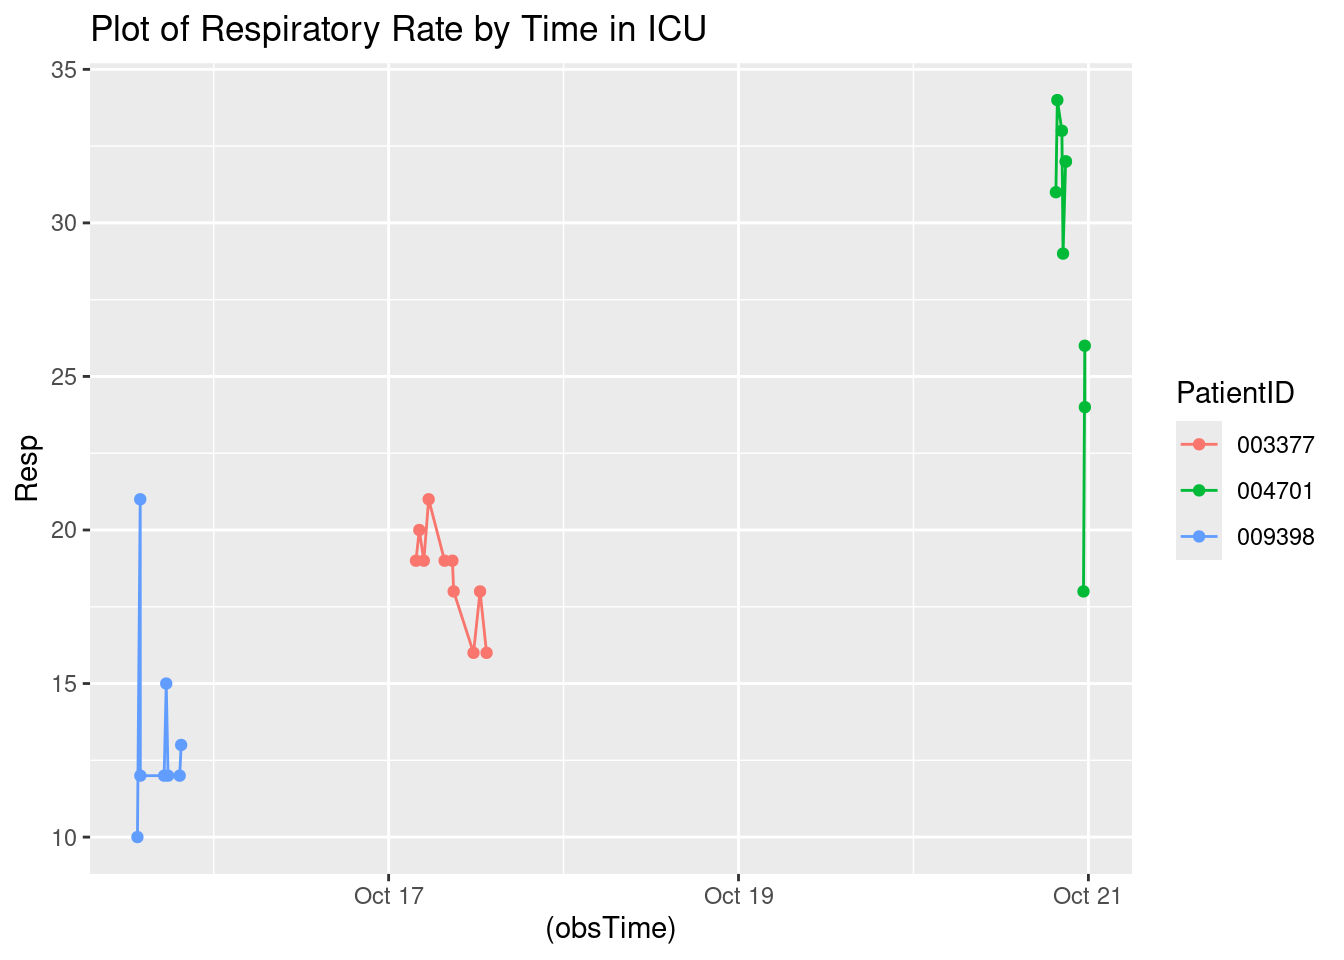 Plot of Respiratory Rate by Time in ICU
35
30
25
20
15
10
Resp
Oct 17
Oct 19
Oct 21
(obsTime)
PatientID
003377
004701
009398